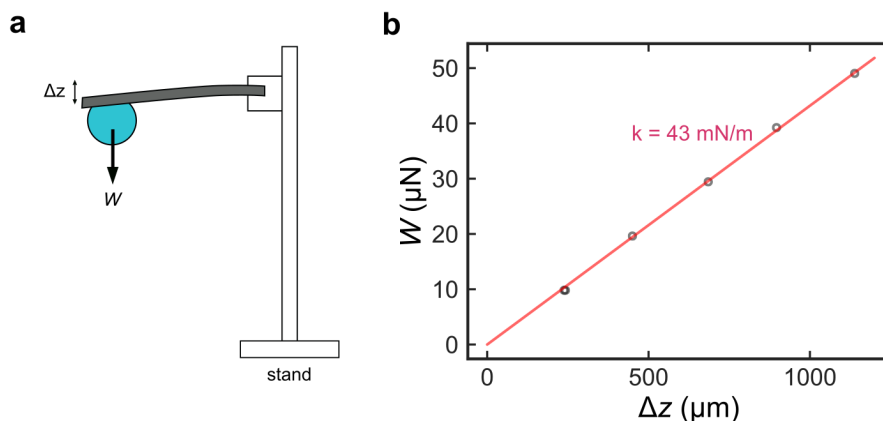 a
Δz
W
stand
b
k = 43 mN/m
W (µN)
50
40
30
20
10
0
0
500
1000
Δz (µm)